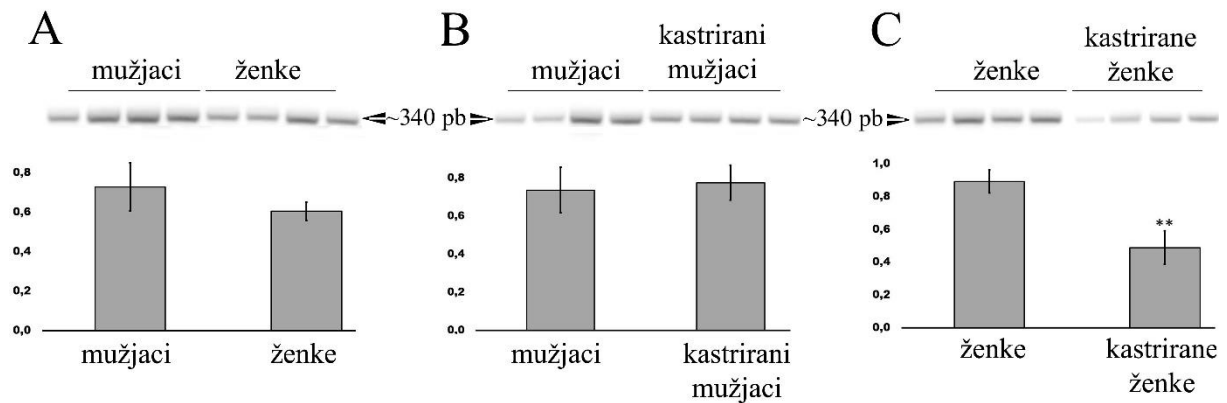 A
mužjaci ženke
~340 pb
0,8
0,6
0,4
0,2
0,0
mužjaci ženke
B
mužjaci
kastrirani
mužjaci
~340 pb
0,8
0,6
0,4
0,2
0,0
mužjaci
kastrirani
mužjaci
C
ženke
kastrirane
ženke
1,0
0,8
0,6
0,4
0,2
0,0
**
ženke
kastrirane
ženke